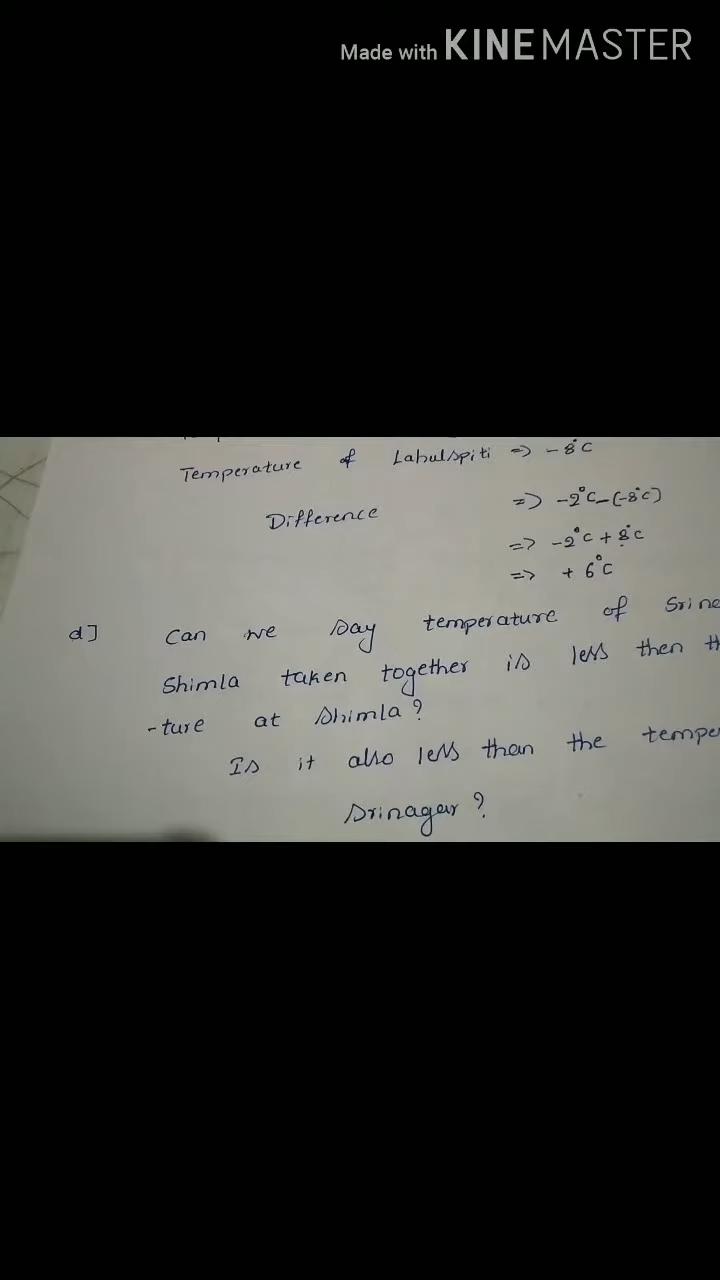 Made with KINEMASTER
Temperature of Lahulspiti => -8°C
Difference => -2°C-(-8°C)
=> -2°C + 8°C
=> + 6°C
d] Can we say temperature of
Shimla taken together is less then
-ture at Shimla?
Is it also less than the
Srinagar?